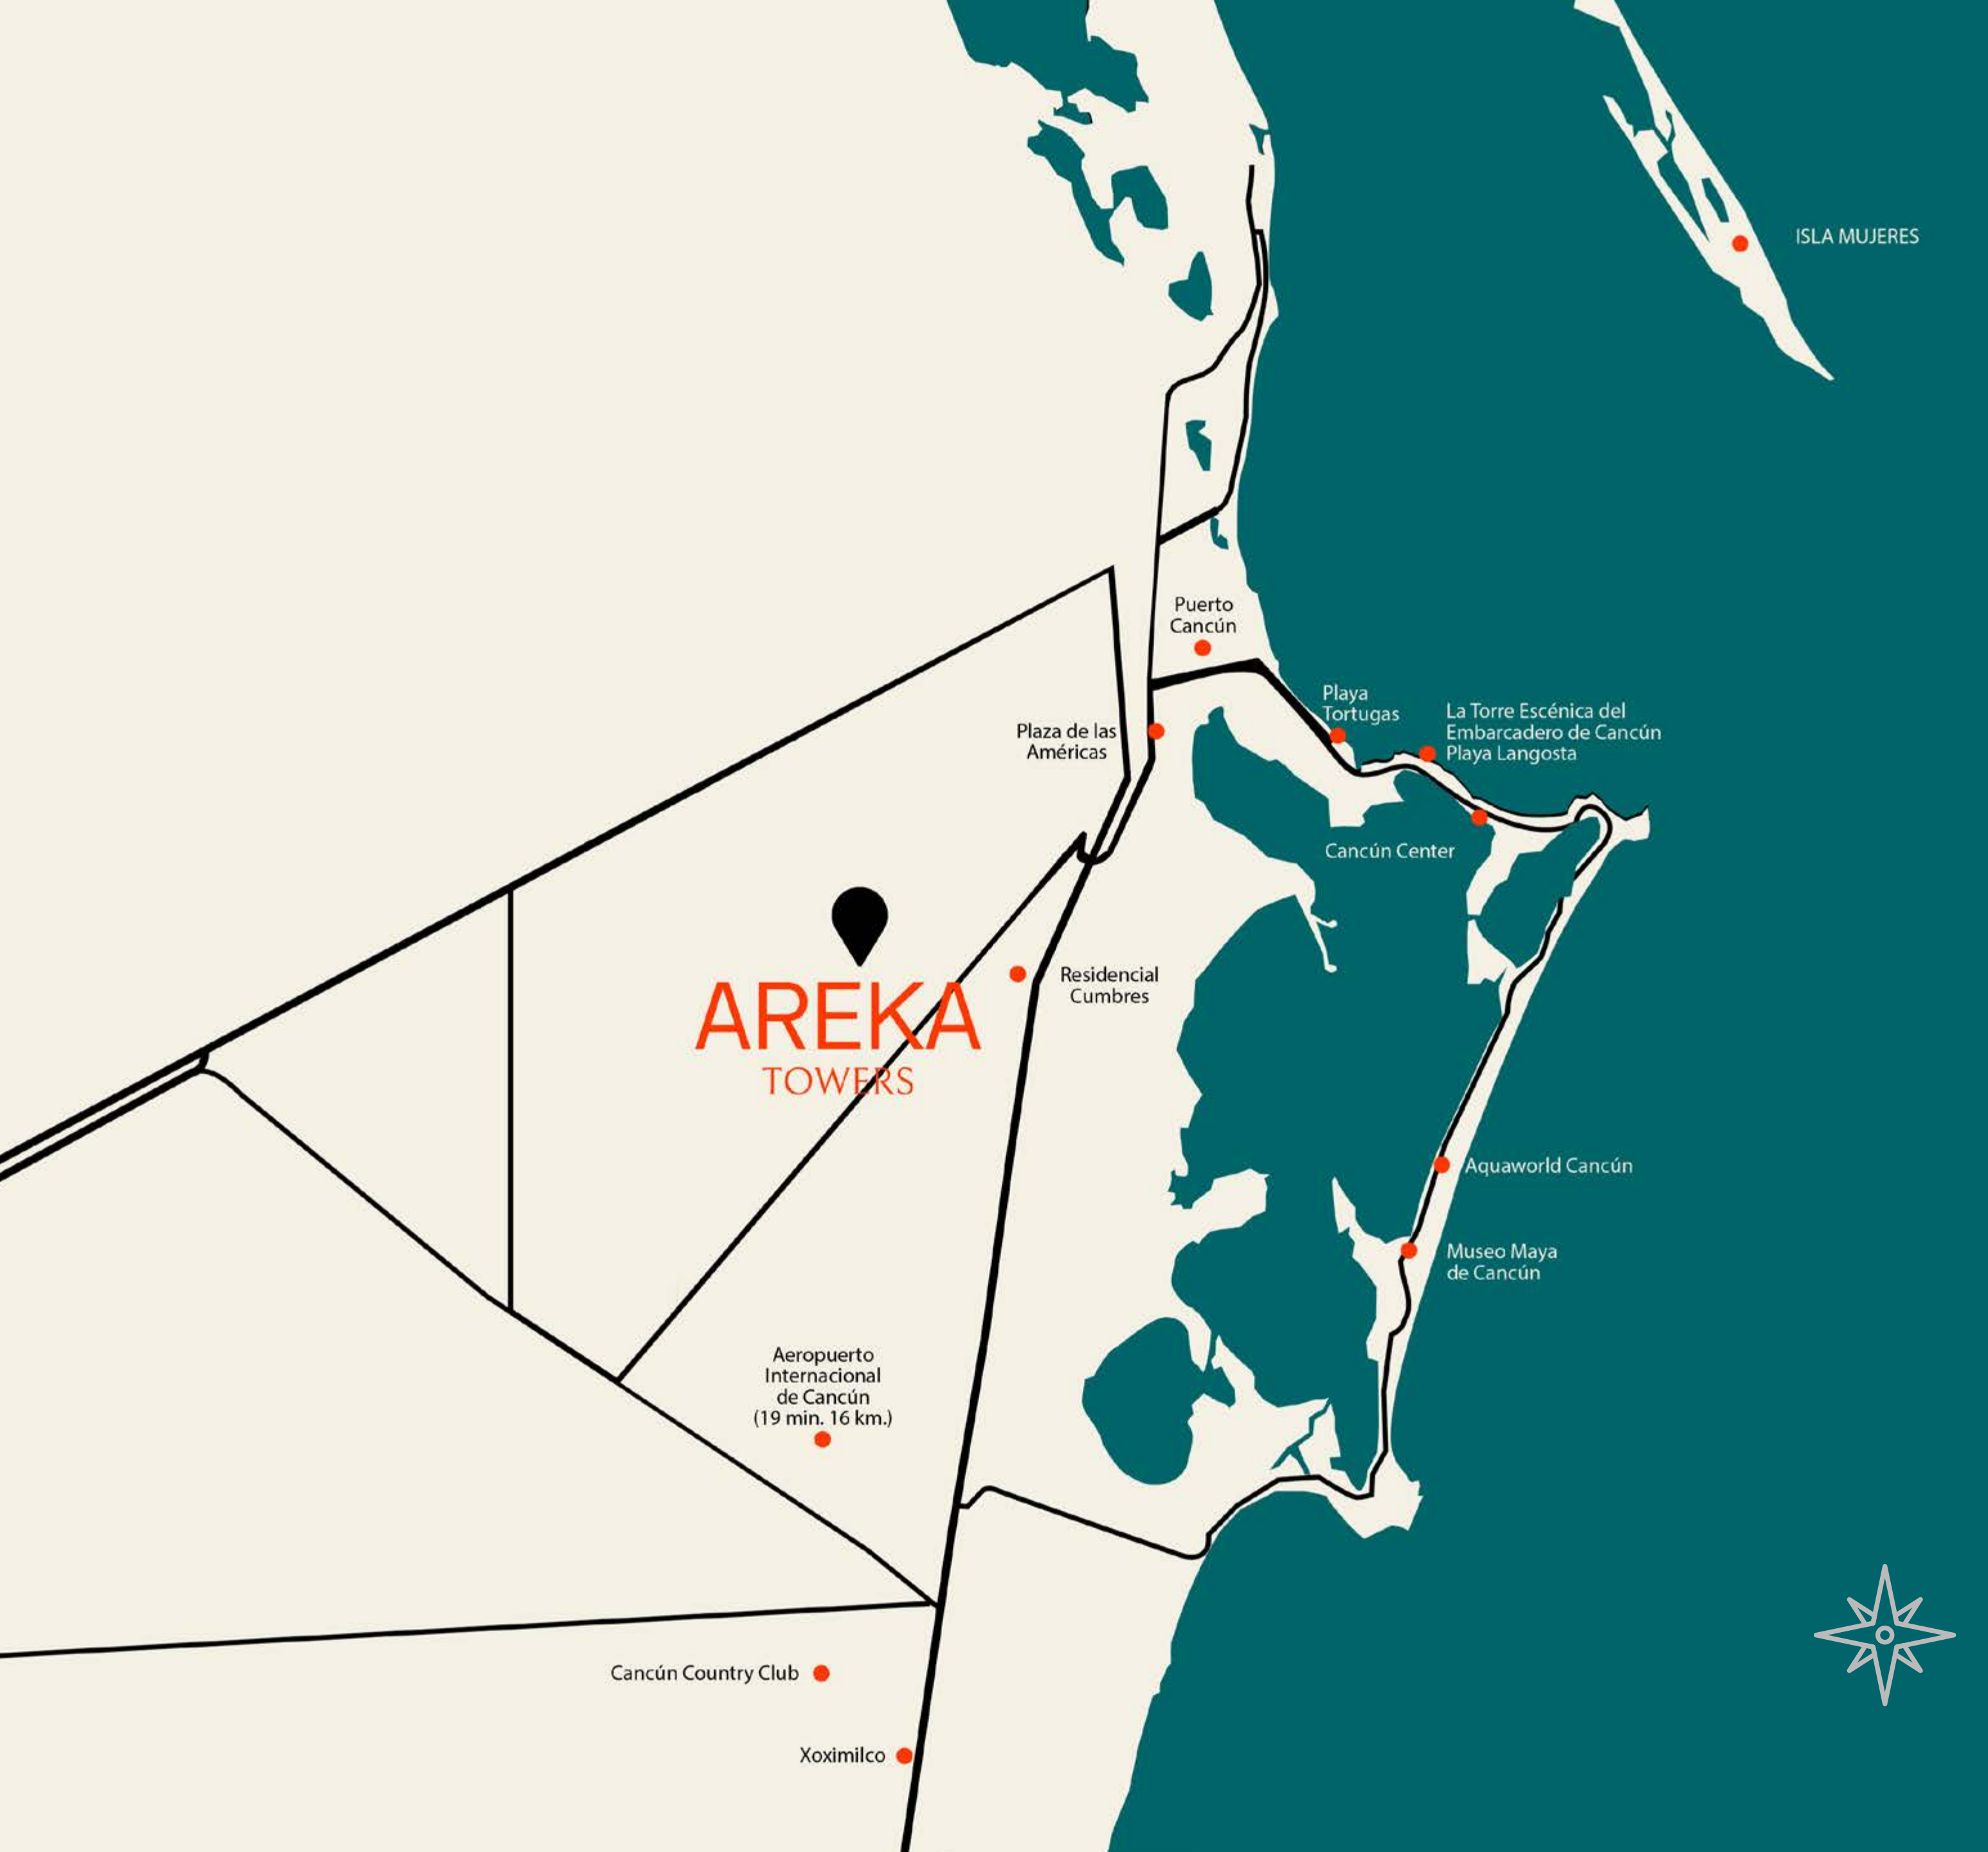 ISLA MUJERES
Puerto
Cancún
Playa
Tortugas
La Torre Escénica del
Embarcadero de Cancún
Playa Langosta
Plaza de las
Américas
Cancún Center
Residencial
Cumbres
AREKA
TOWERS
Aquaworld Cancún
Museo Maya
de Cancún
Aeropuerto
Internacional
de Cancún
(19 min. 16 km.)
Cancún Country Club
Xoximilco